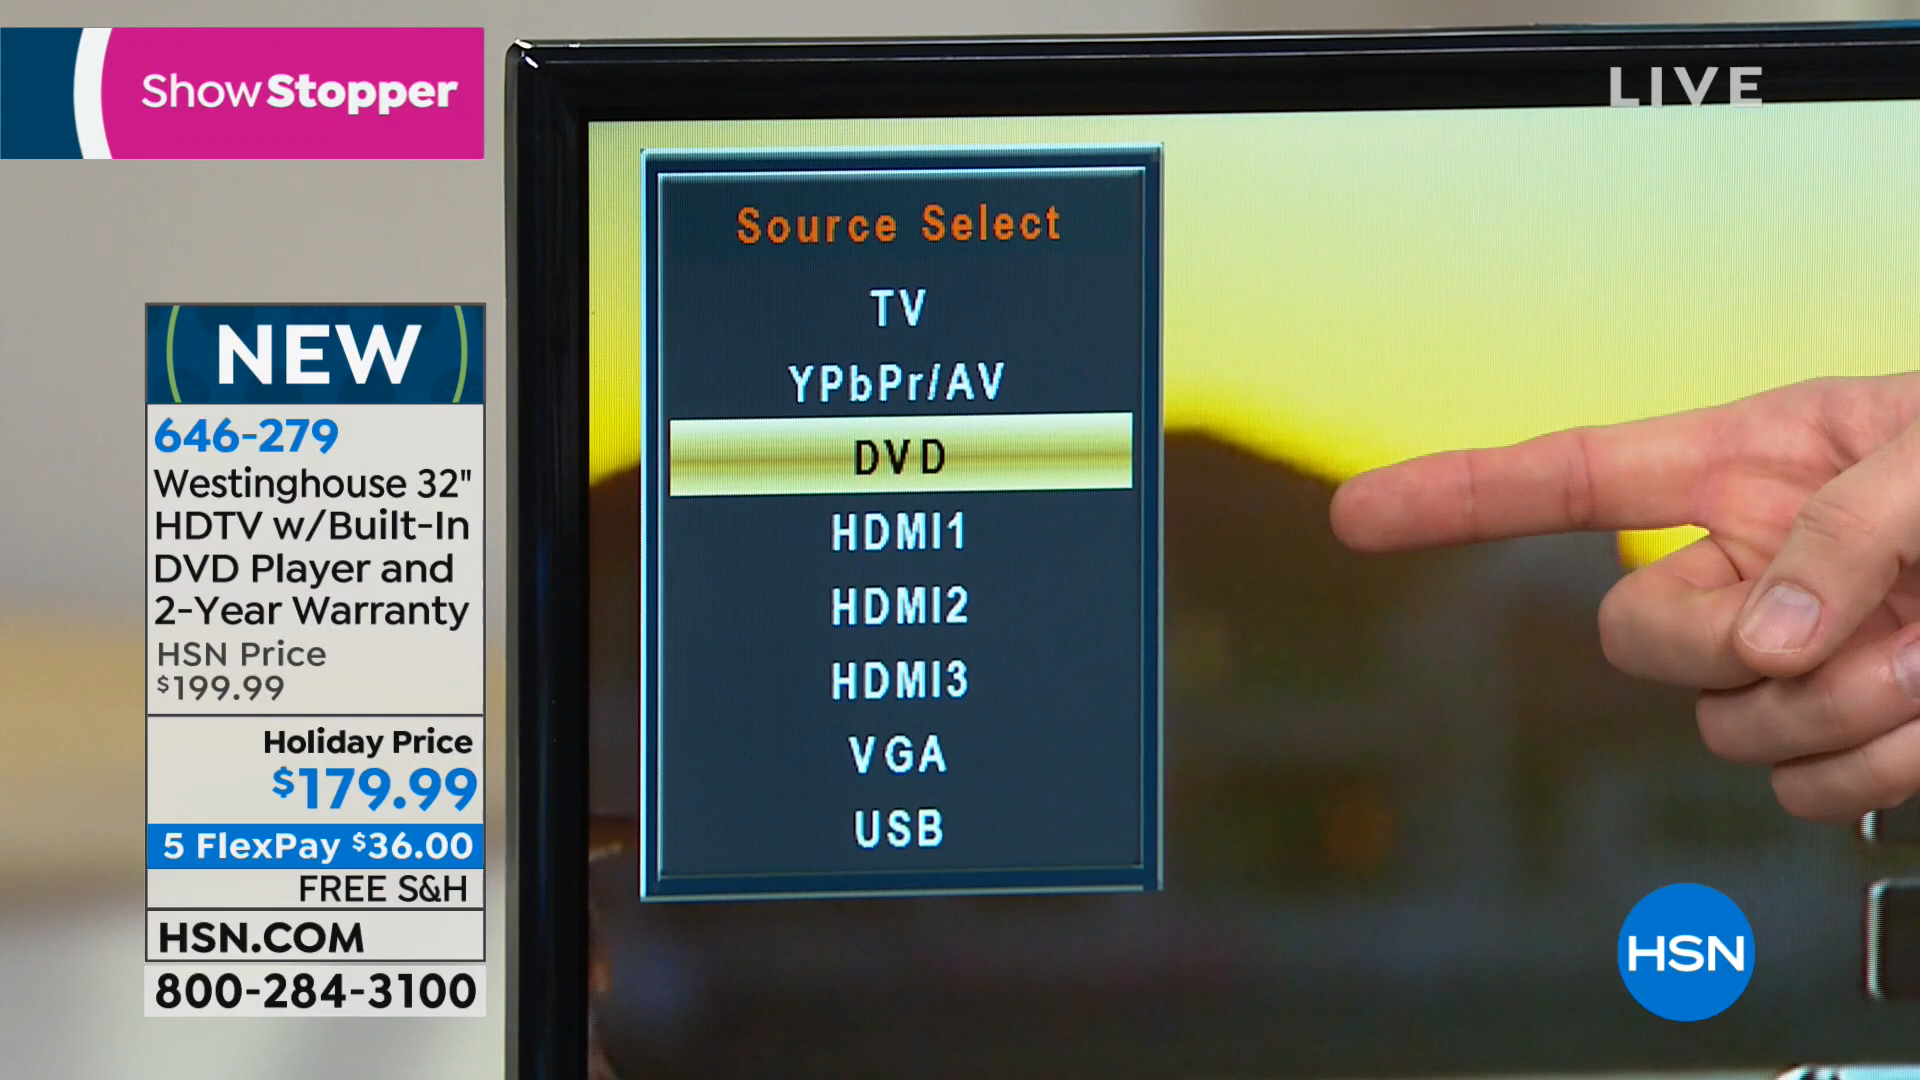 ShowStopper
LIVE
NEW
646-279
Westinghouse 32"
HDTV w/Built-In
DVD Player and
2-Year Warranty
HSN Price
$199.99
Holiday Price
$179.99
5 FlexPay $36.00
FREE S&H
HSN.COM
800-284-3100
Source Select
TV
YPbPr/AV
DVD
HDMI1
HDMI2
HDMI3
VGA
USB
HSN